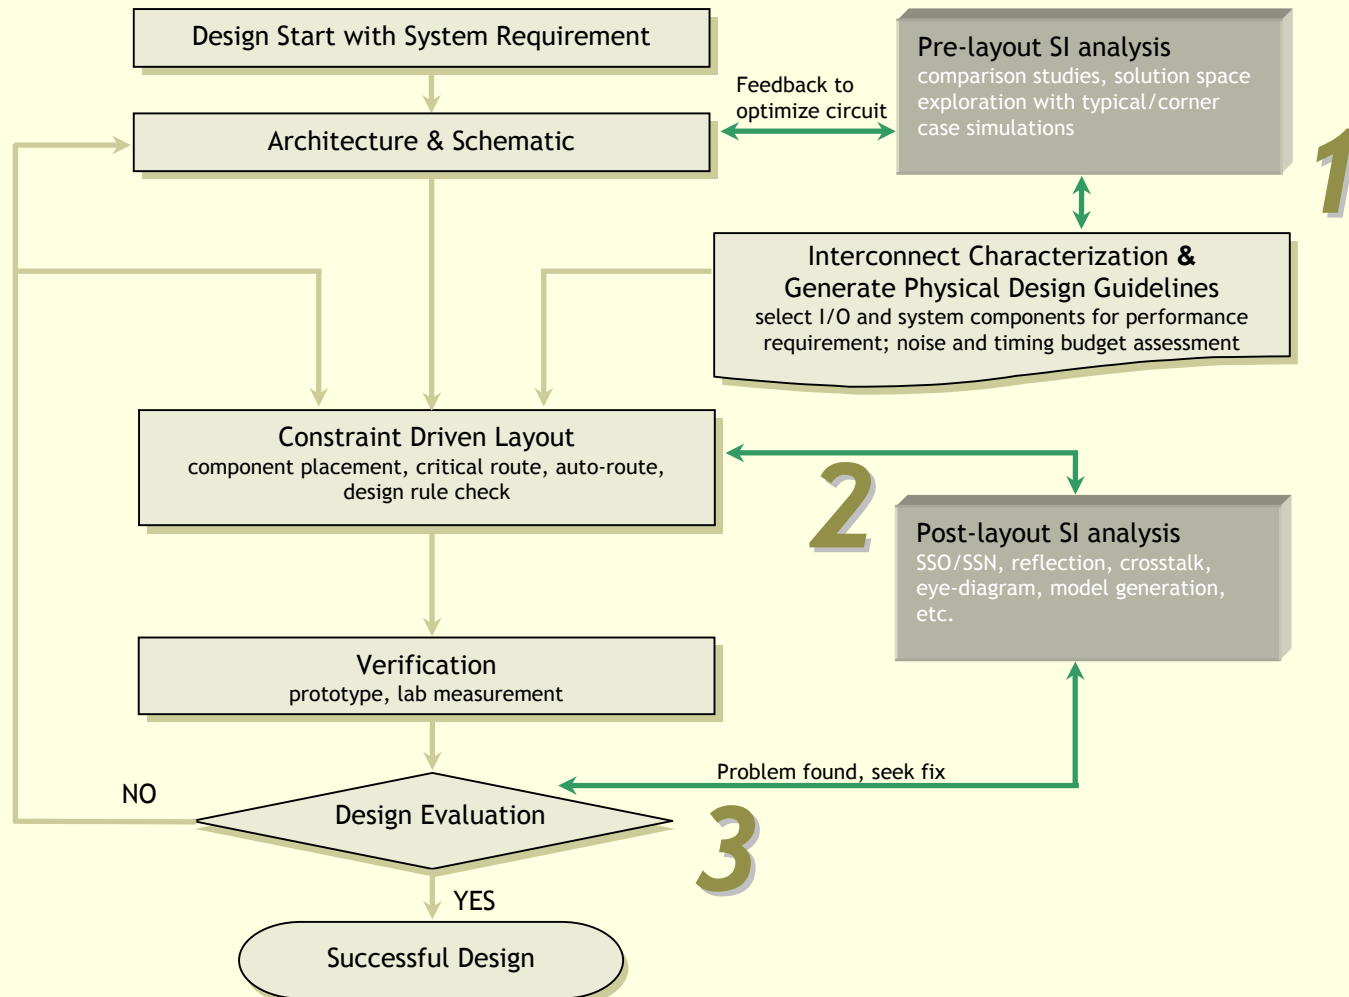 Design Start with System Requirement
Pre-layout SI analysis
comparison studies, solution space
exploration with typical/corner
case simulations
Feedback to
optimize circuit
Architecture & Schematic
1
Interconnect Characterization &
Generate Physical Design Guidelines
select I/O and system components for performance
requirement; noise and timing budget assessment
Constraint Driven Layout
component placement, critical route, auto-route,
design rule check
2
Post-layout SI analysis
SSO/SSN, reflection, crosstalk,
eye-diagram, model generation,
etc.
Verification
prototype, lab measurement
Problem found, seek fix
NO
Design Evaluation
3
YES
Successful Design